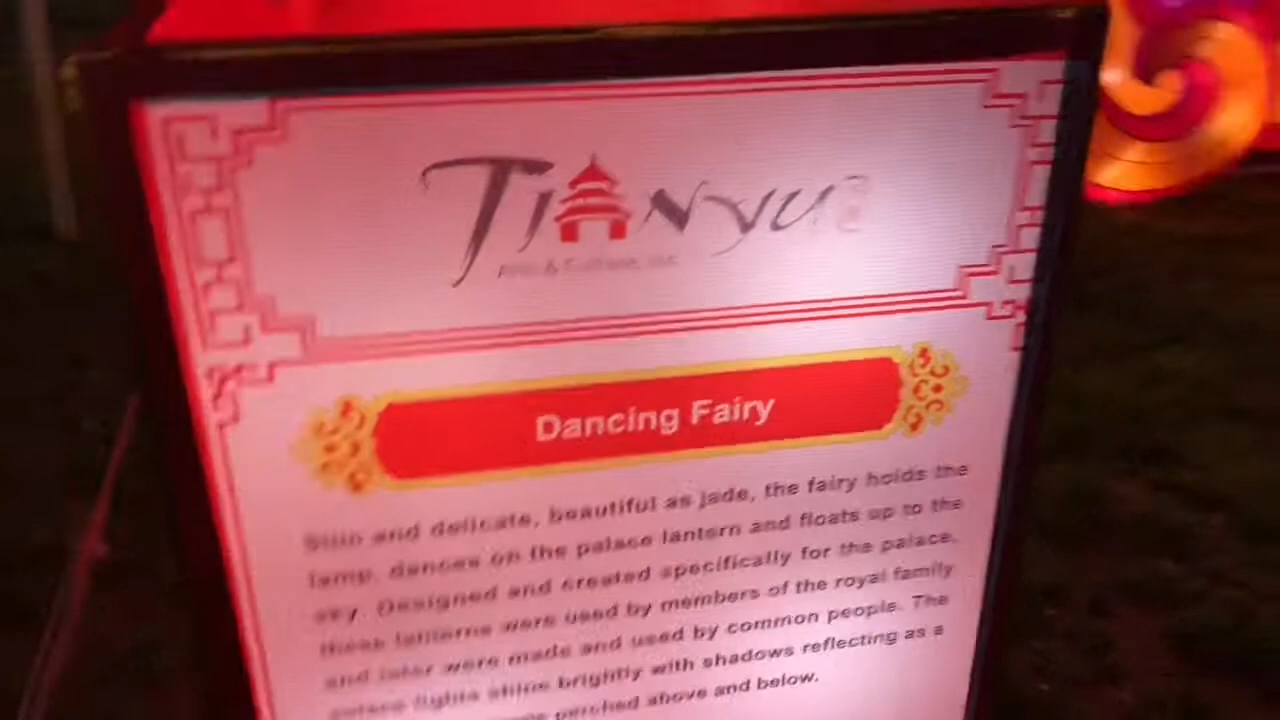 TIANYU
Arts & Culture, Inc.
Dancing Fairy
Slim and delicate, beautiful as jade, the fairy holds the
lamp, dances on the palace lantern and floats up to the
sky. Designed and created specifically for the palace,
these lanterns were used by members of the royal family
and later were made and used by common people. The
palace lights shine brightly with shadows reflecting as a
perched above and below.